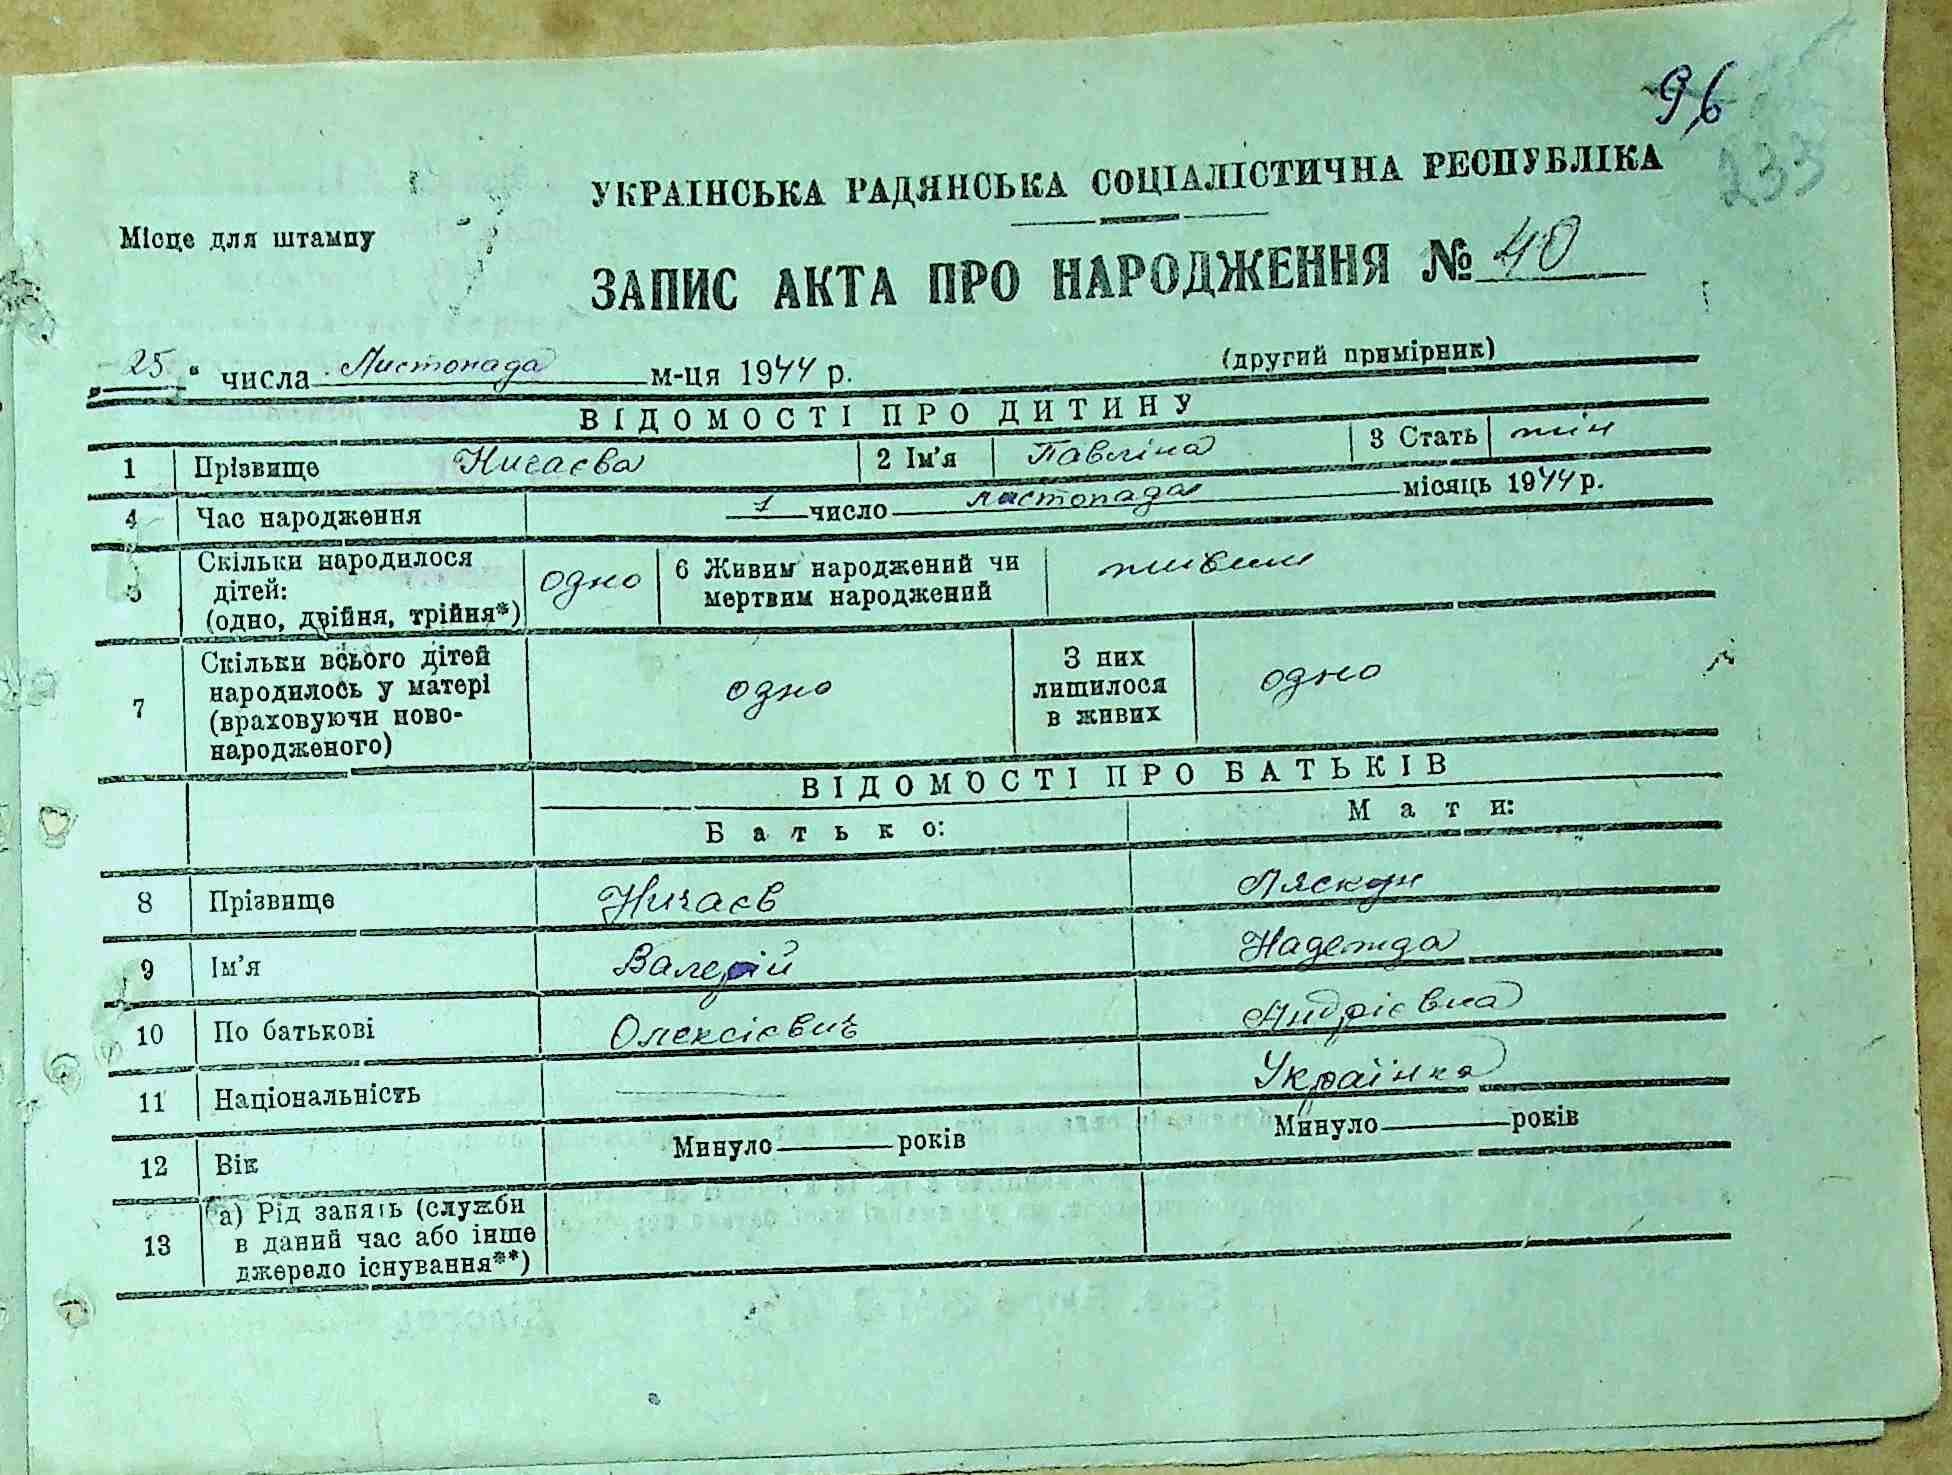 96
233
УКРАЇНСЬКА РАДЯНСЬКА СОЦІАЛІСТИЧНА РЕСПУБЛІКА
Місце для штампу
ЗАПИС АКТА ПРО НАРОДЖЕННЯ № 40
(другий примірник)
„25" числа Листопада м-ця 1944 р.
ВІДОМОСТІ ПРО ДИТИНУ
1 Прізвище Ничаєва 2 Ім'я Павліна 3 Стать жін
4 Час народження 1 число листопада місяць 1944 р.
5 Скільки народилося дітей: (одно, двійня, трійня*) одно 6 Живим народжений чи мертвим народжений живим
7 Скільки всього дітей народилось у матері (враховуючи новонародженого) одно З них лишилося в живих одно
ВІДОМОСТІ ПРО БАТЬКІВ
Батько: Мати:
8 Прізвище Ничаєв Ляскун
9 Ім'я Валерій Надежда
10 По батькові Олексієвич Андрієвна
11 Національність — Українка
12 Вік Минуло — років Минуло — років
13 а) Рід занять (служби в даний час або інше джерело існування**)